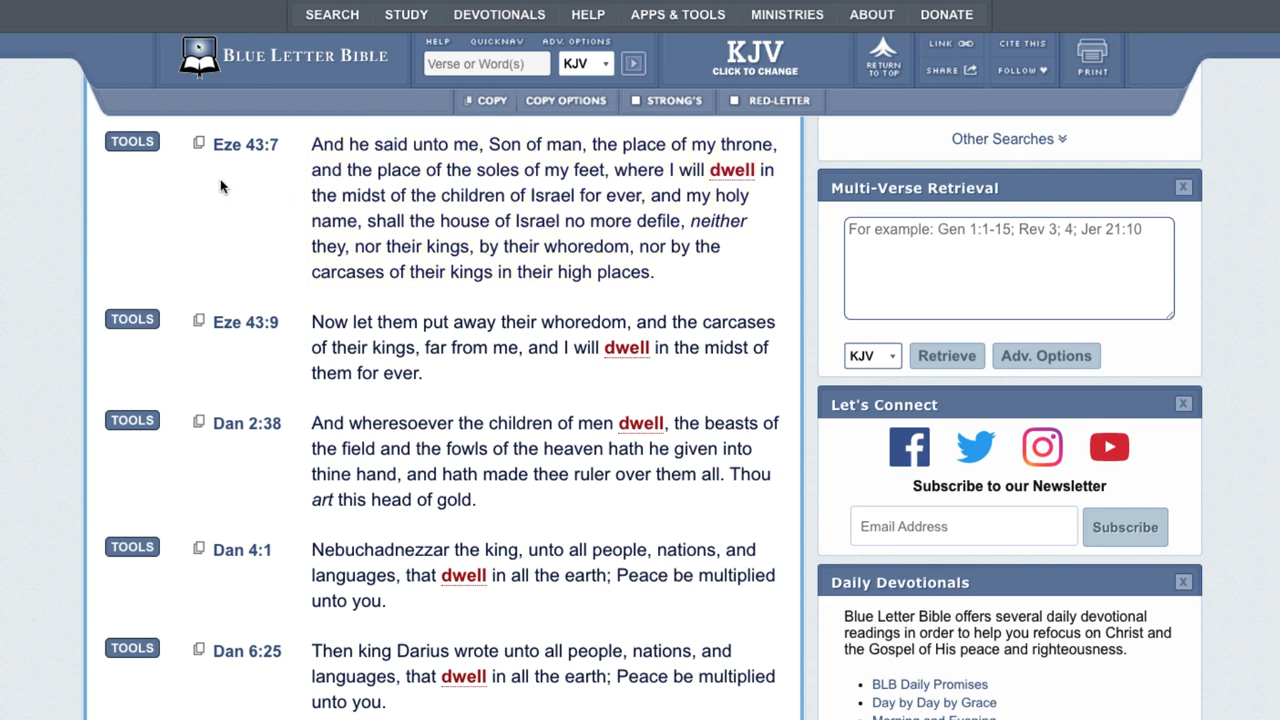 SEARCH STUDY DEVOTIONALS HELP APPS & TOOLS MINISTRIES ABOUT DONATE
BLUE LETTER BIBLE
HELP QUICKNAV ADV. OPTIONS
Verse or Word(s) KJV
KJV
CLICK TO CHANGE
RETURN
TO TOP
LINK CITE THIS
SHARE FOLLOW
PRINT
COPY COPY OPTIONS STRONG'S RED-LETTER
TOOLS Eze 43:7 And he said unto me, Son of man, the place of my throne,
and the place of the soles of my feet, where I will dwell in
the midst of the children of Israel for ever, and my holy
name, shall the house of Israel no more defile, neither
they, nor their kings, by their whoredom, nor by the
carcases of their kings in their high places.
TOOLS Eze 43:9 Now let them put away their whoredom, and the carcases
of their kings, far from me, and I will dwell in the midst of
them for ever.
TOOLS Dan 2:38 And wheresoever the children of men dwell, the beasts of
the field and the fowls of the heaven hath he given into
thine hand, and hath made thee ruler over them all. Thou
art this head of gold.
TOOLS Dan 4:1 Nebuchadnezzar the king, unto all people, nations, and
languages, that dwell in all the earth; Peace be multiplied
unto you.
TOOLS Dan 6:25 Then king Darius wrote unto all people, nations, and
languages, that dwell in all the earth; Peace be multiplied
unto you.
Other Searches
Multi-Verse Retrieval X
For example: Gen 1:1-15; Rev 3; 4; Jer 21:10
KJV Retrieve Adv. Options
Let's Connect X
Subscribe to our Newsletter
Email Address Subscribe
Daily Devotionals X
Blue Letter Bible offers several daily devotional
readings in order to help you refocus on Christ and
the Gospel of His peace and righteousness.
BLB Daily Promises
Day by Day by Grace
Morning and Evening